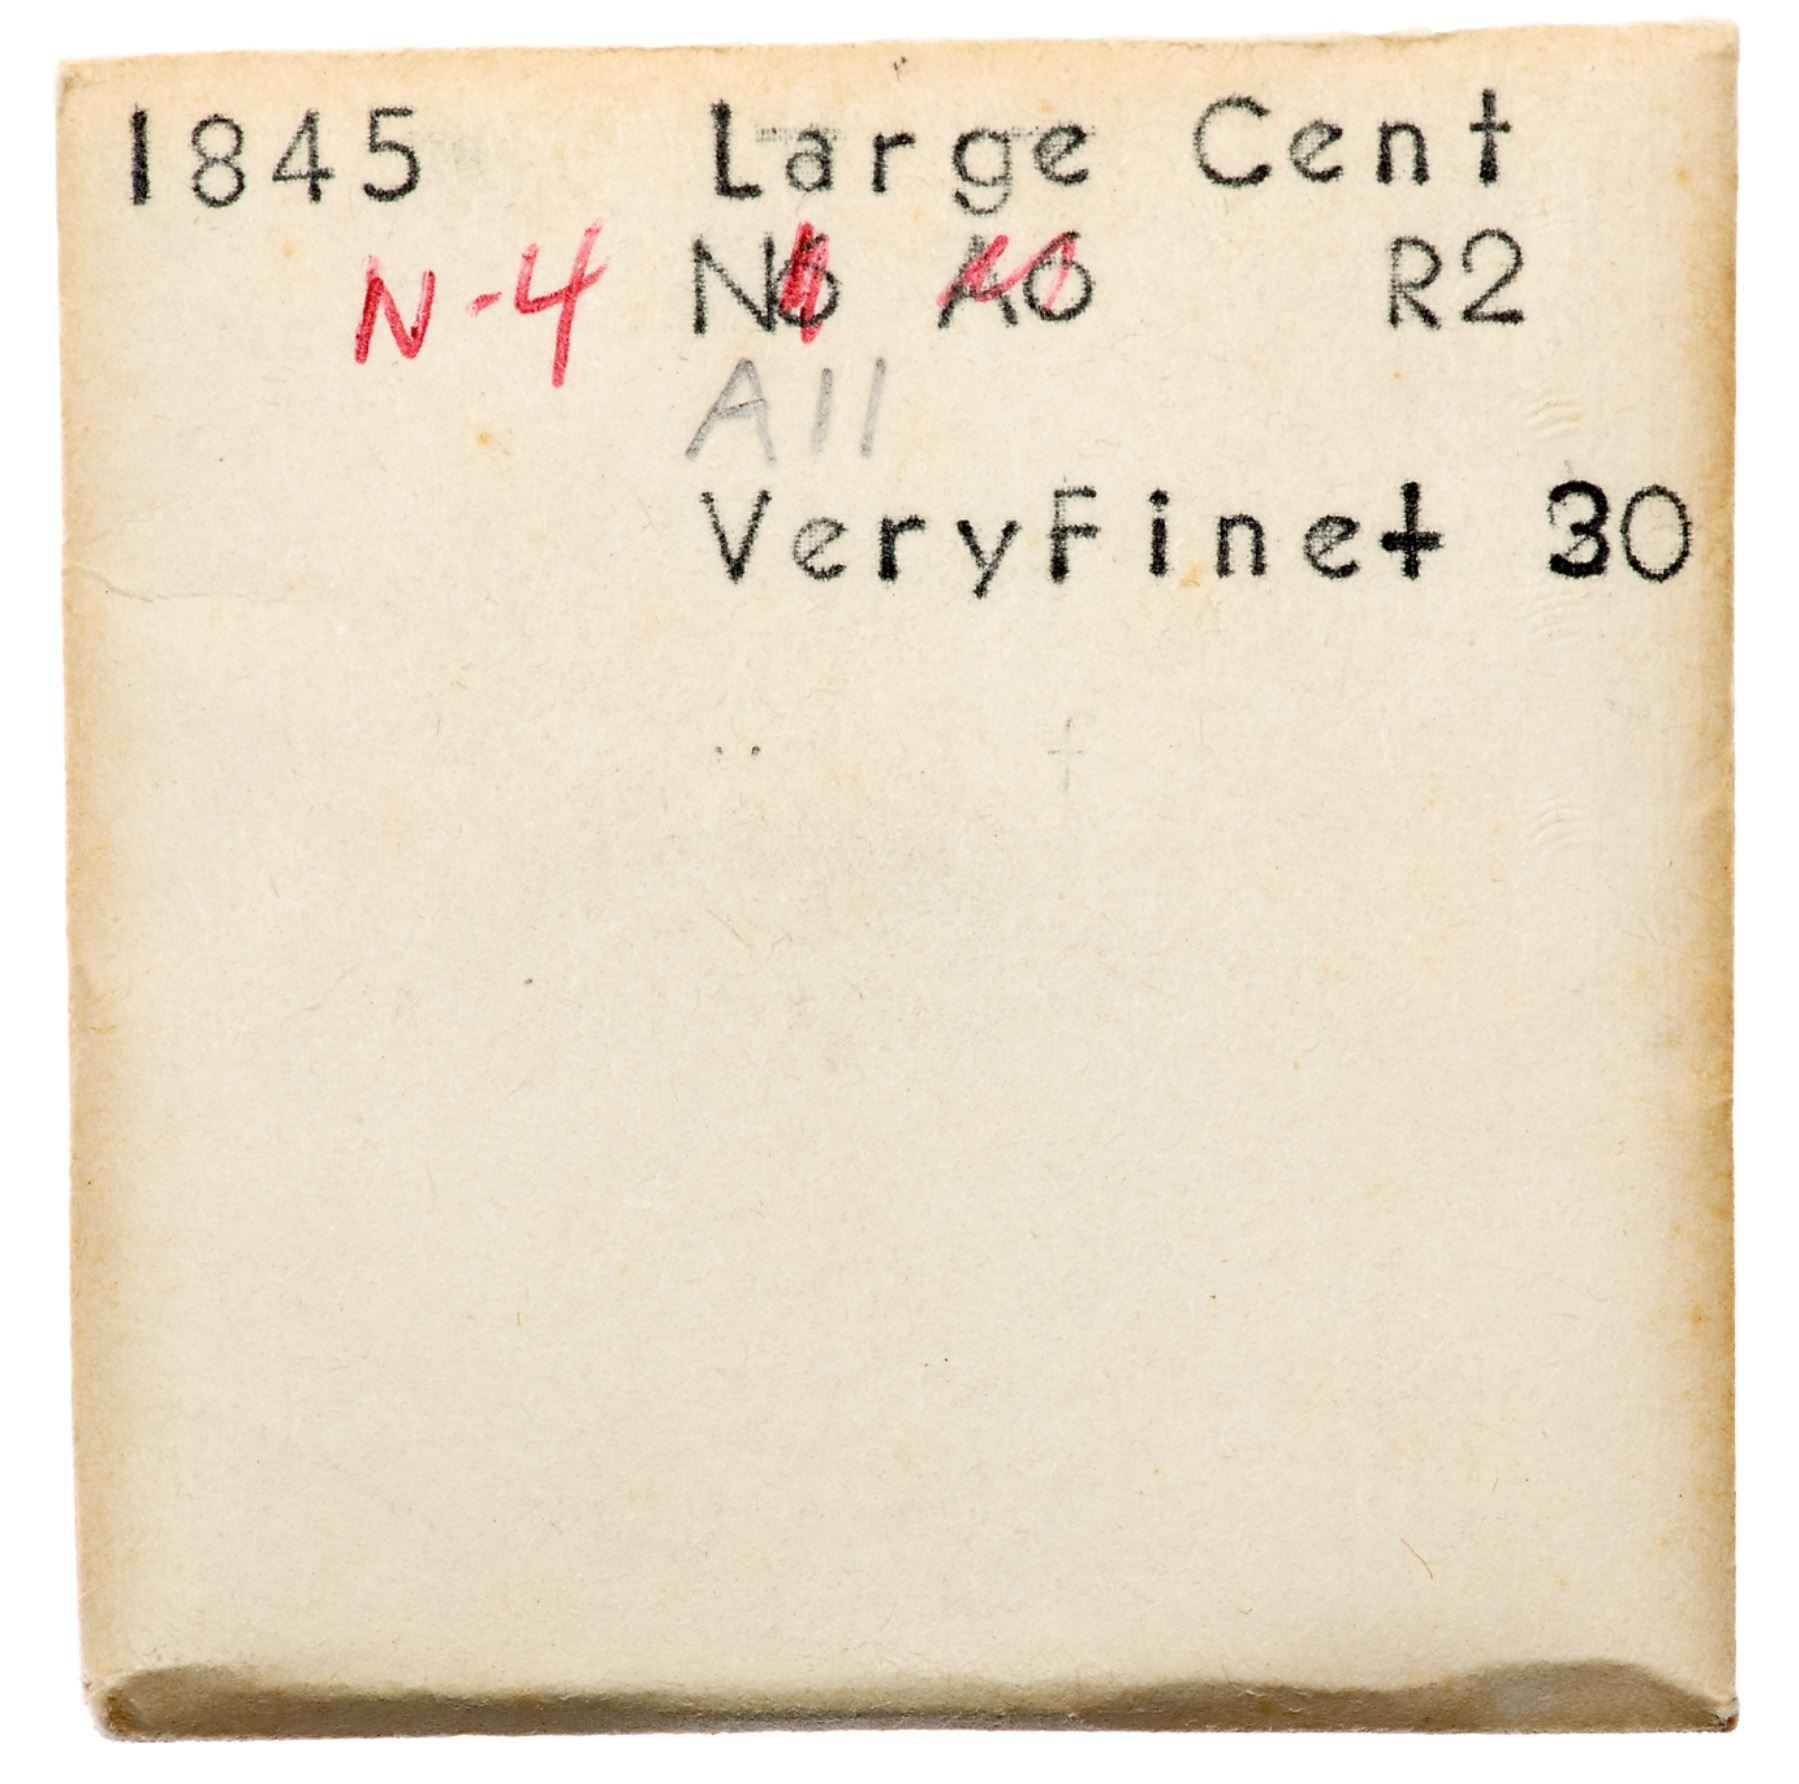 1845 Large Cent
N-4 N6 A6 R2
A11
VeryFine+ 30
f